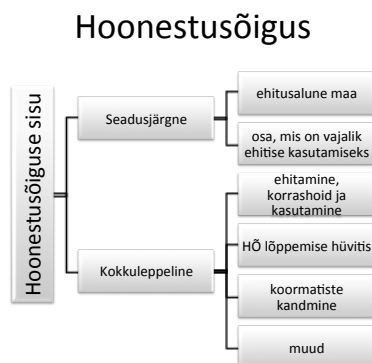 Hoonestusõigus
Hoonestusõiguse sisu
Seadusjärgne
ehitusalune maa
osa, mis on vajalik
ehitise kasutamiseks
Kokkuleppeline
ehitamine,
korrashoid ja
kasutamine
HÕ lõppemise hüvitis
koormatiste
kandmine
muud